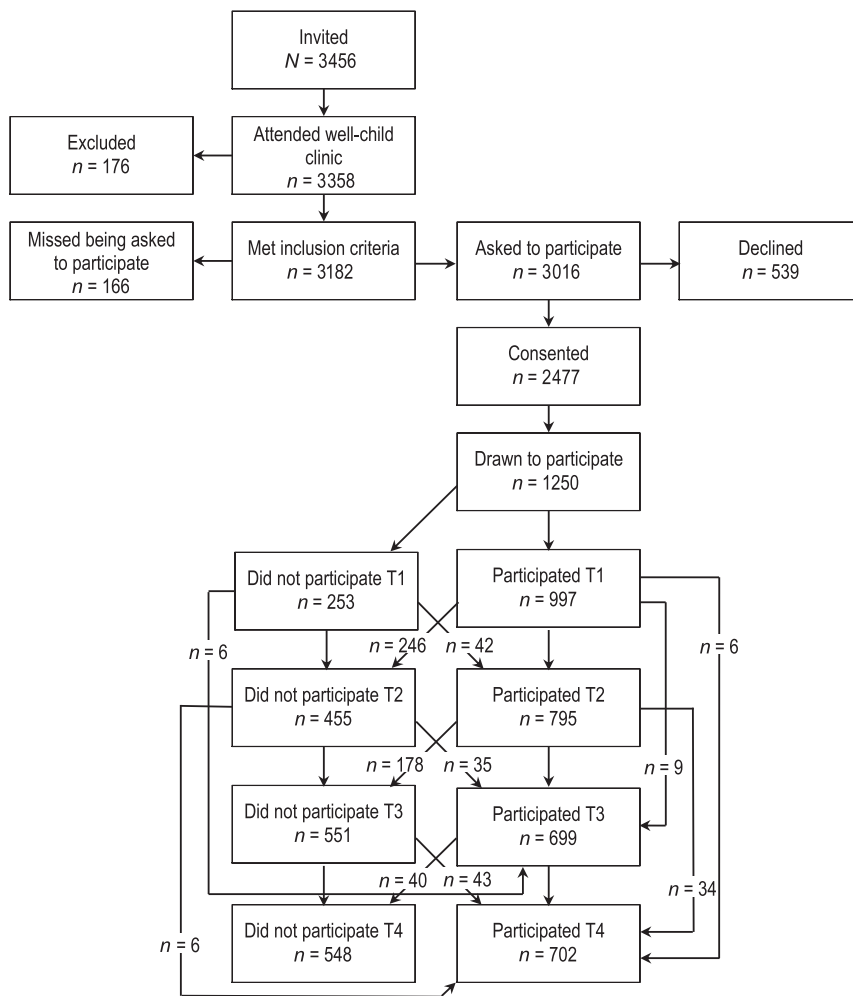 Invited
N = 3456
Excluded
n = 176
Attended well-child
clinic
n = 3358
Missed being asked
to participate
n = 166
Met inclusion criteria
n = 3182
Asked to participate
n = 3016
Declined
n = 539
Consented
n = 2477
Drawn to participate
n = 1250
Did not participate T1
n = 253
Participated T1
n = 997
n = 6
n = 246
n = 42
n = 6
Did not participate T2
n = 455
Participated T2
n = 795
n = 178
n = 35
n = 9
Did not participate T3
n = 551
Participated T3
n = 699
n = 40
n = 43
n = 34
Did not participate T4
n = 548
Participated T4
n = 702
n = 6